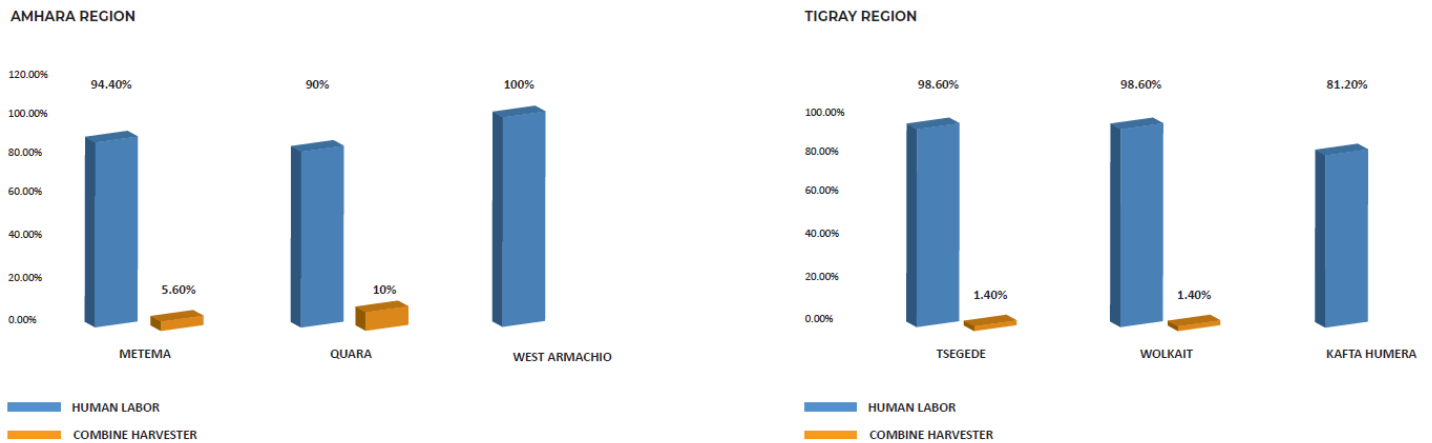 AMHARA REGION
120.00%
100.00%
80.00%
60.00%
40.00%
20.00%
0.00%
94.40%
5.60%
90%
10%
100%
METEMA
QUARA
WEST ARMACHIO
HUMAN LABOR
COMBINE HARVESTER
TIGRAY REGION
100.00%
80.00%
60.00%
40.00%
20.00%
0.00%
98.60%
1.40%
98.60%
1.40%
81.20%
TSEGEDE
WOLKAIT
KAFTA HUMERA
HUMAN LABOR
COMBINE HARVESTER